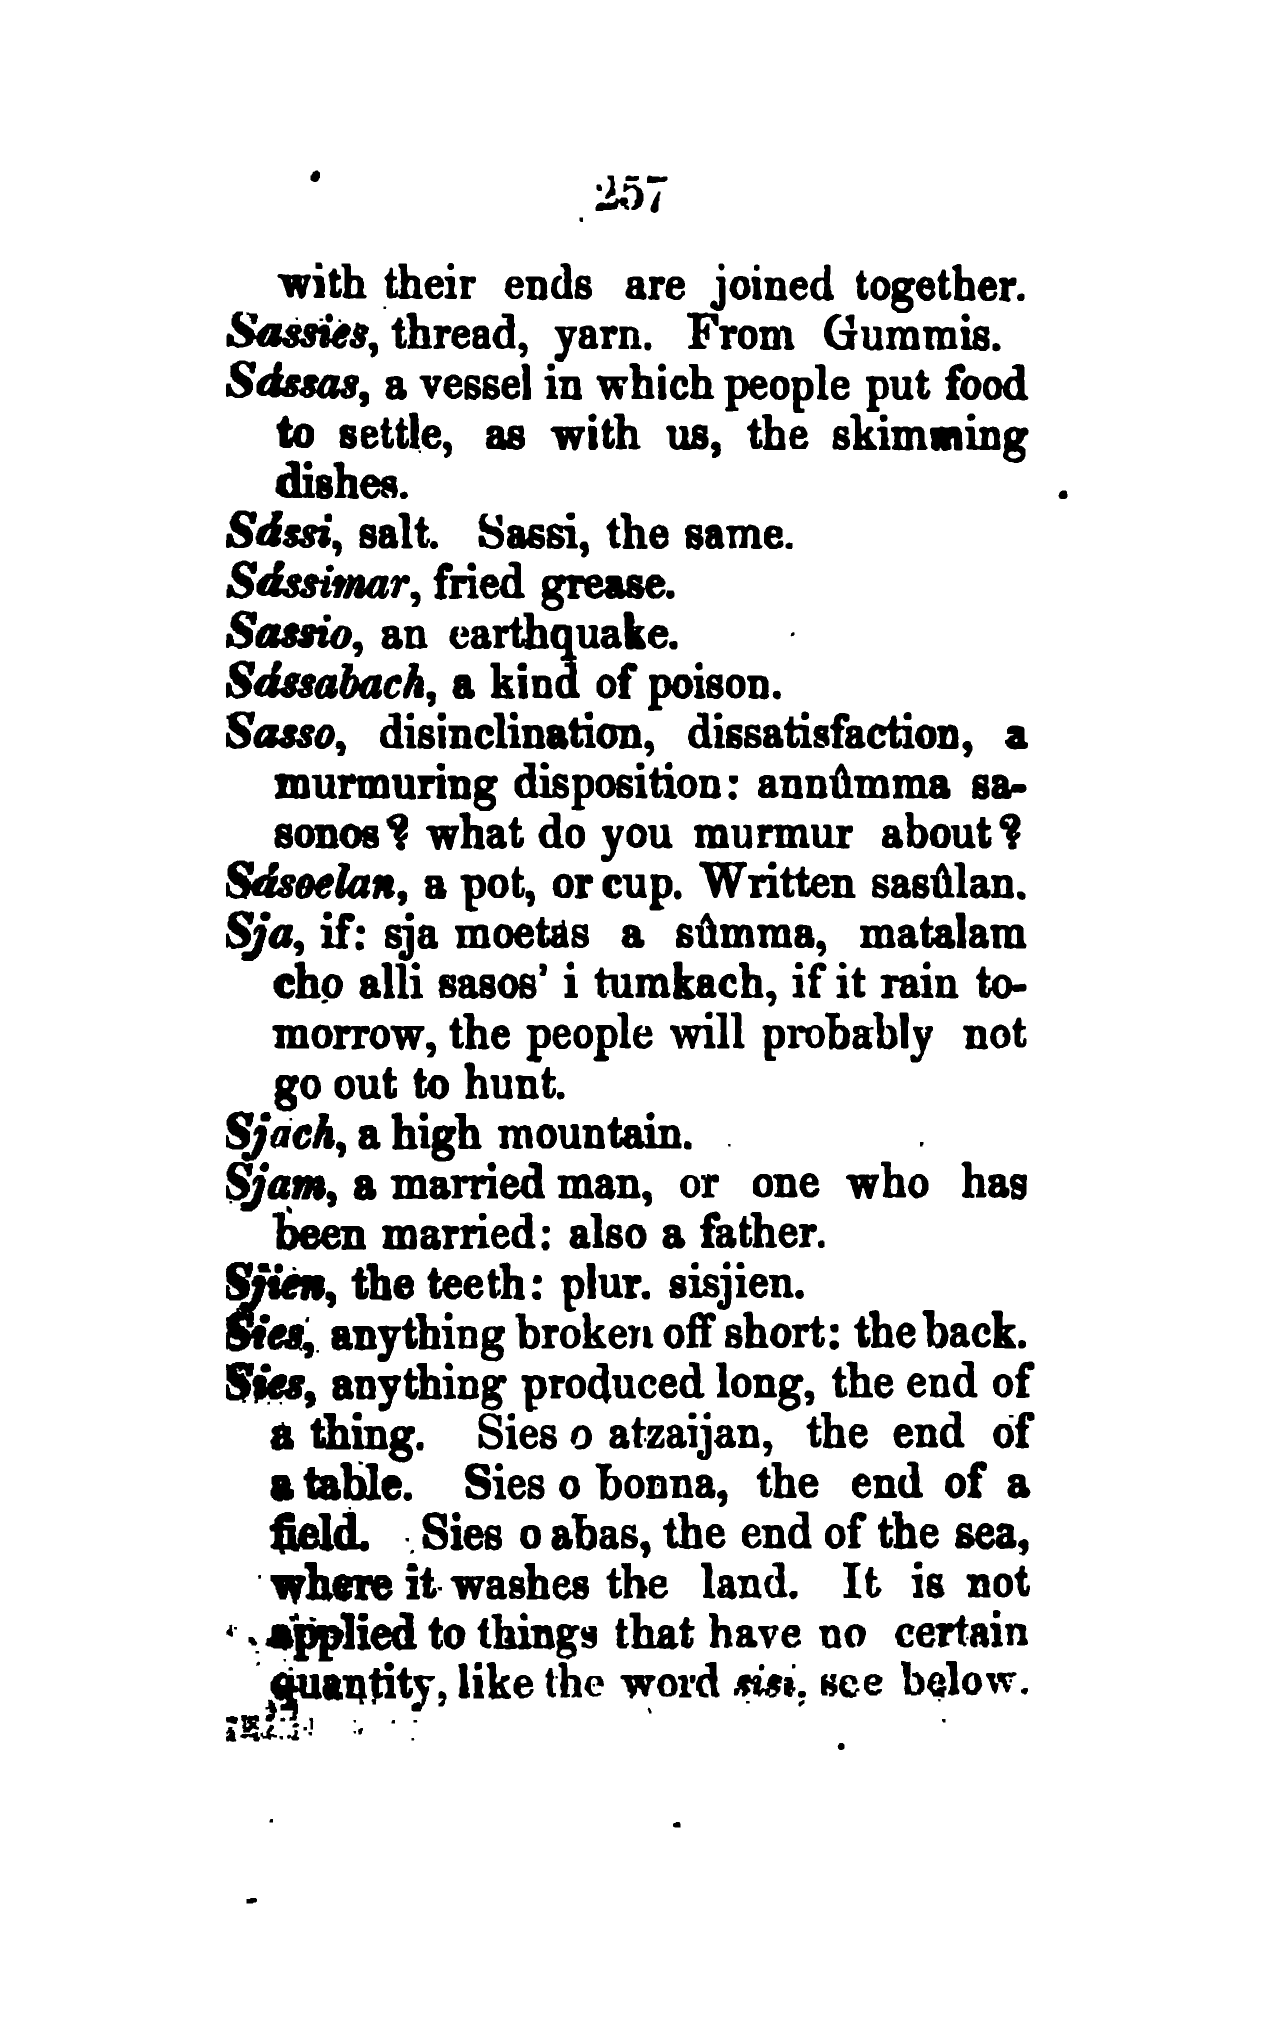 257
with their ends are joined together.
Sassies, thread, yarn. From Gummis.
Sássas, a vessel in which people put food
to settle, as with us, the skimming
dishes.
Sássi, salt. Sassi, the same.
Sássimar, fried grease.
Sassio, an earthquake.
Sássabach, a kind of poison.
Sasso, disinclination, dissatisfaction, a
murmuring disposition: annûmma sa-
sonos? what do you murmur about?
Sásoelan, a pot, or cup. Written sasûlan.
Sja, if: sja moetas a sûmma, matalam
cho alli sasos' i tumkach, if it rain to-
morrow, the people will probably not
go out to hunt.
Sjach, a high mountain.
Sjam, a married man, or one who has
been married: also a father.
Sjien, the teeth: plur. sisjien.
Sies, anything broken off short: the back.
Sies, anything produced long, the end of
a thing. Sies o atzaijan, the end of
a table. Sies o bonna, the end of a
field. Sies o abas, the end of the sea,
where it washes the land. It is not
applied to things that have no certain
quantity, like the word sisi. see below.